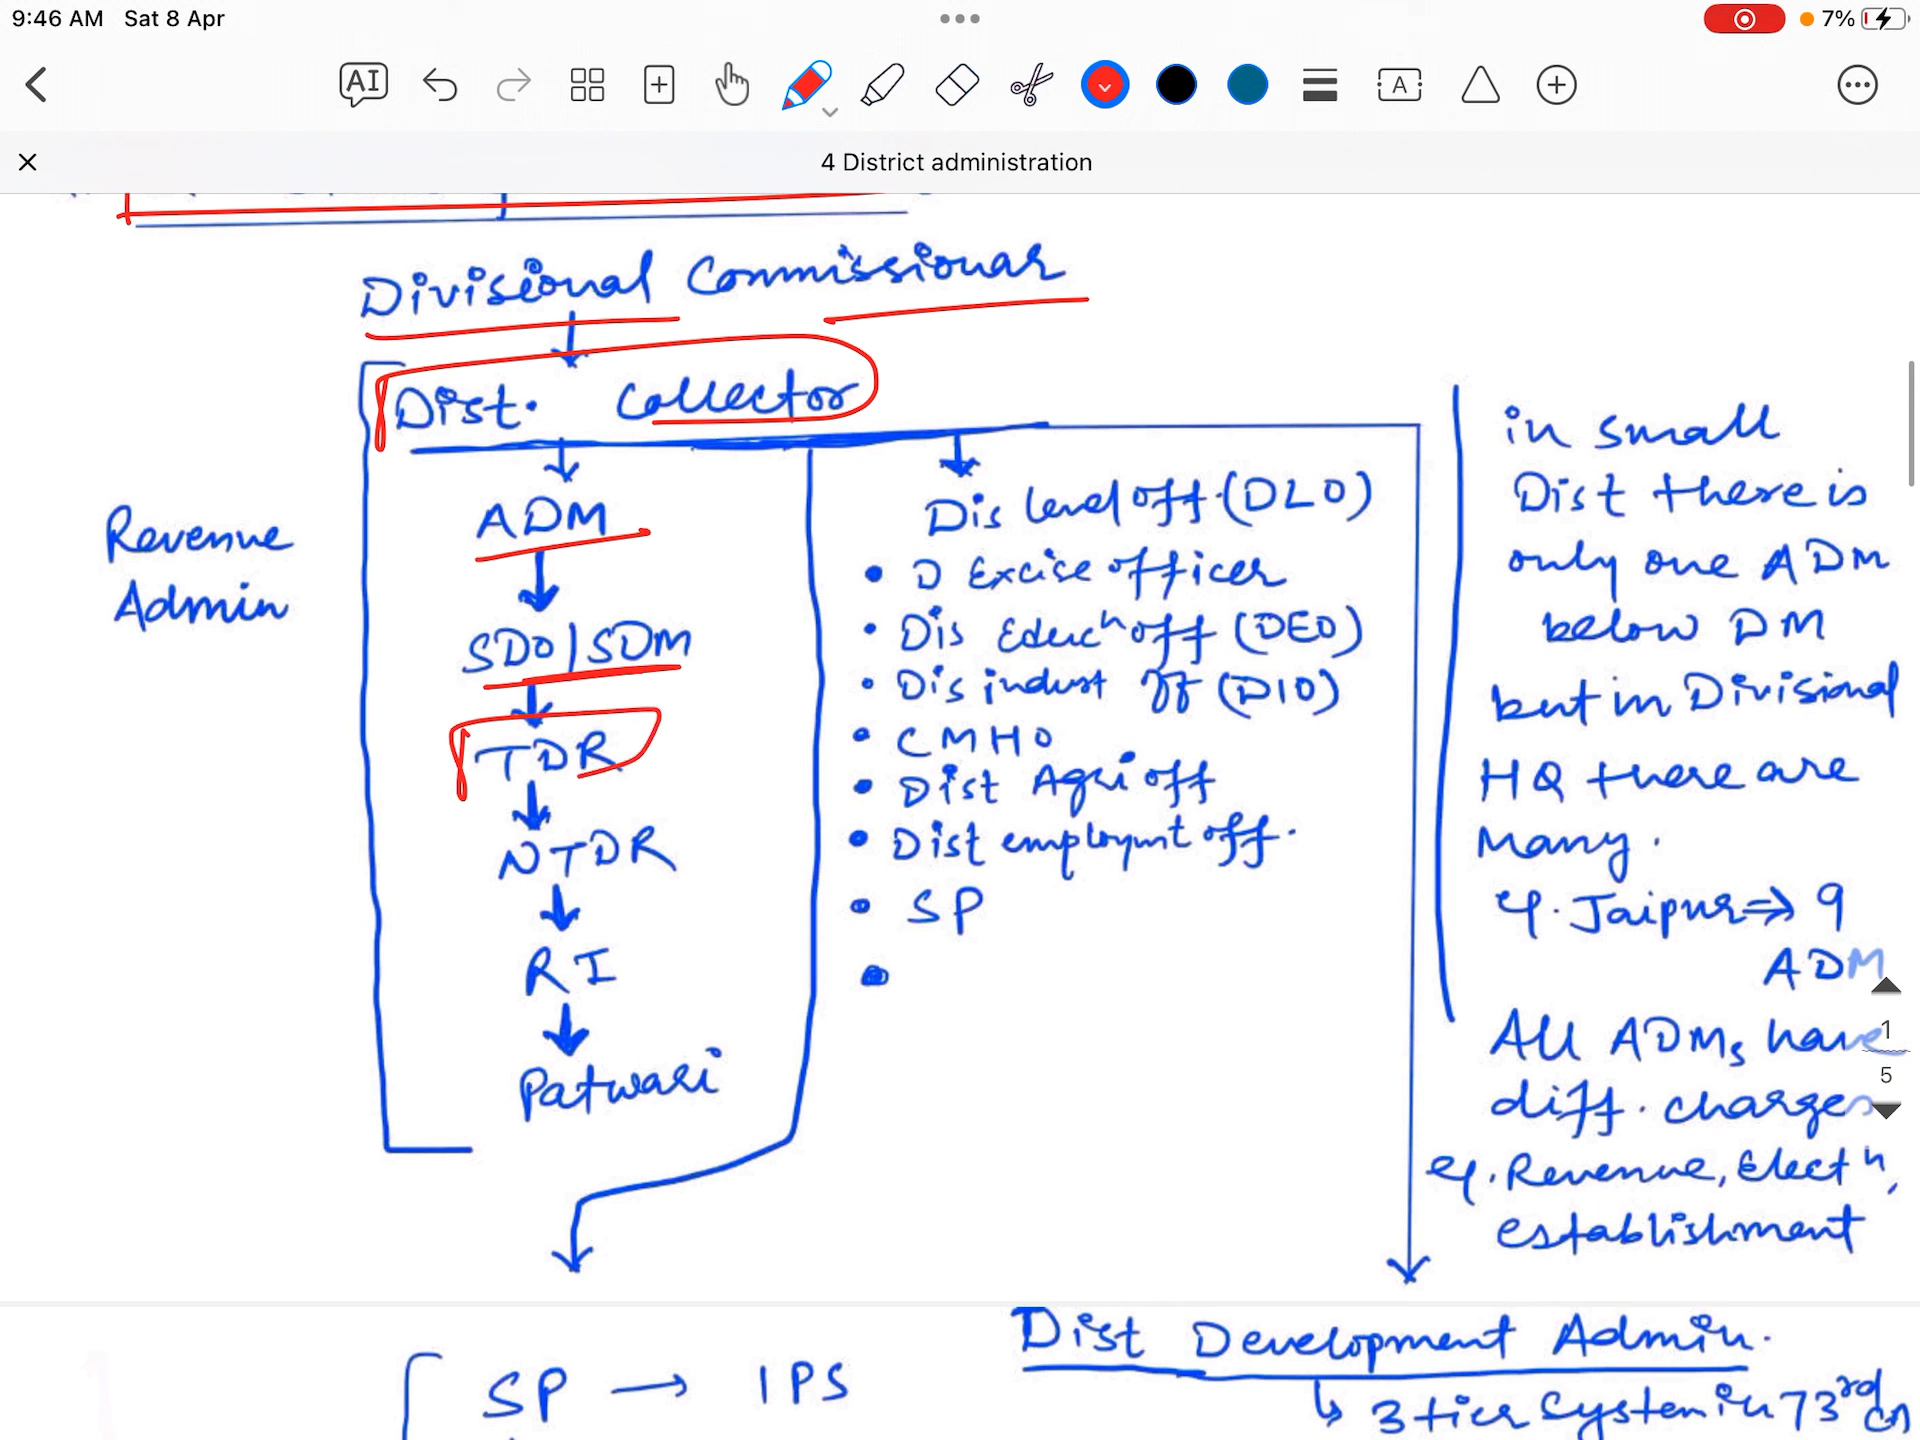 9:46 AM Sat 8 Apr
7%
AI
A
4 District administration
Divisional Commissionar
Dist. Collector
Revenue
Admin
ADM
SDO/SDM
TDR
NTDR
RI
Patwari
Dis level off.(DLO)
• D Excise officer
• Dis Educn off (DEO)
• Dis indust off (DIO)
• CMHO
• Dist Agri off
• Dist employmt off.
• SP
in small
Dist there is
only one ADM
below DM
but in Divisional
HQ there are
Many.
eg. Jaipur⇒ 9
ADM
All ADMs have
diff. charges
eg. Revenue, Electn,
establishment
1
5
SP → IPS
Dist Development Admin.
↳ 3 tier System in 73rd